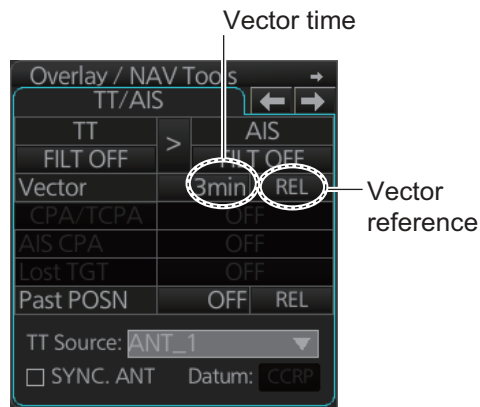 Vector time
Overlay / NAV Tools
TT/AIS
TT > AIS
FILT OFF FILT OFF
Vector 3min REL
Vector reference
CPA/TCPA OFF
AIS CPA OFF
Lost TGT OFF
Past POSN OFF REL
TT Source: ANT_1
SYNC. ANT Datum: CCRP